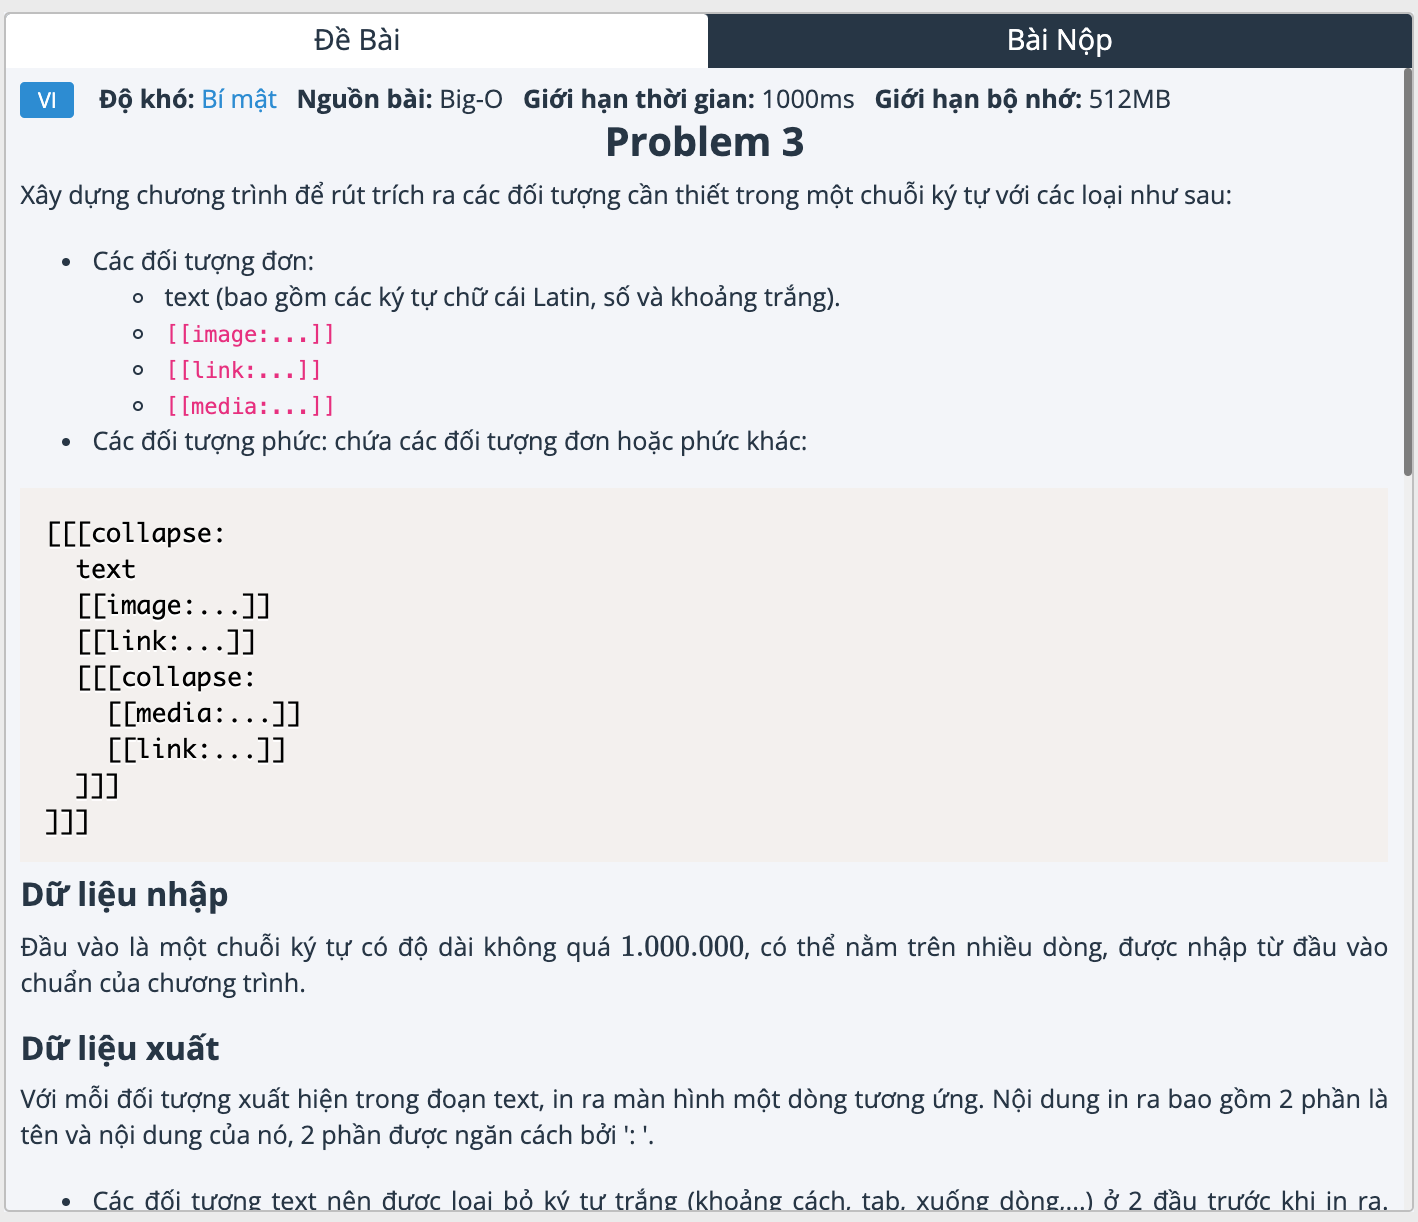 Đề Bài
Bài Nộp
VI Độ khó: Bí mật Nguồn bài: Big-O Giới hạn thời gian: 1000ms Giới hạn bộ nhớ: 512MB
Problem 3
Xây dựng chương trình để rút trích ra các đối tượng cần thiết trong một chuỗi ký tự với các loại như sau:
• Các đối tượng đơn:
◦ text (bao gồm các ký tự chữ cái Latin, số và khoảng trắng).
◦ [[image:...]]
◦ [[link:...]]
◦ [[media:...]]
• Các đối tượng phức: chứa các đối tượng đơn hoặc phức khác:
[[[collapse:
text
[[image:...]]
[[link:...]]
[[[collapse:
[[media:...]]
[[link:...]]
]]]
]]]
Dữ liệu nhập
Đầu vào là một chuỗi ký tự có độ dài không quá 1.000.000, có thể nằm trên nhiều dòng, được nhập từ đầu vào
chuẩn của chương trình.
Dữ liệu xuất
Với mỗi đối tượng xuất hiện trong đoạn text, in ra màn hình một dòng tương ứng. Nội dung in ra bao gồm 2 phần là
tên và nội dung của nó, 2 phần được ngăn cách bởi ': '.
• Các đối tượng text nên được loại bỏ ký tự trắng (khoảng cách, tab, xuống dòng,...) ở 2 đầu trước khi in ra.